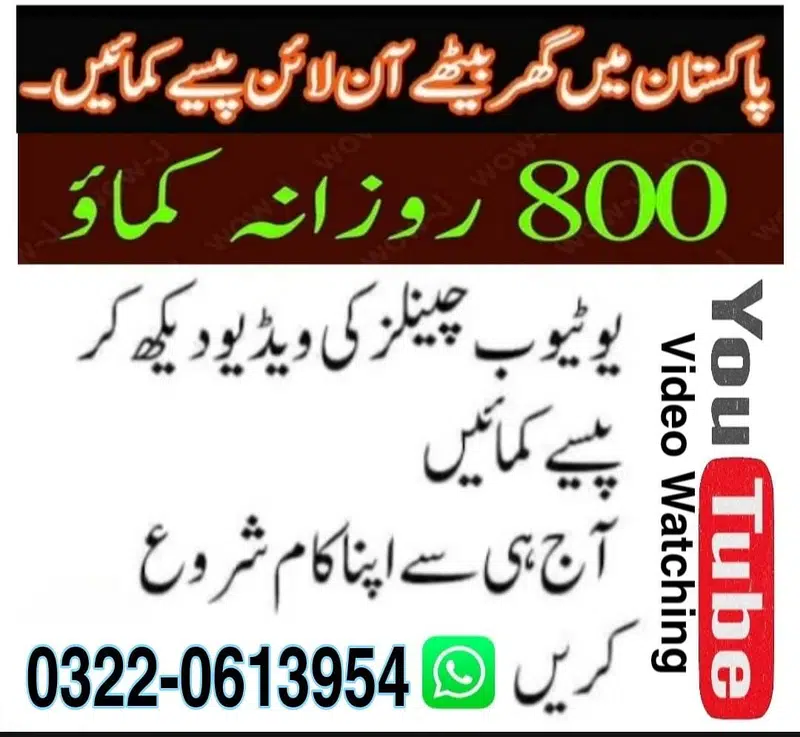 پاکستان میں گھر بیٹھے آن لائن پیسے کمائیں۔
800 روزانہ کماؤ
یوٹیوب چینلز کی ویڈیو دیکھ کر
پیسے کمائیں
آج ہی سے اپنا کام شروع
کریں
0322-0613954
YouTube
Video Watching